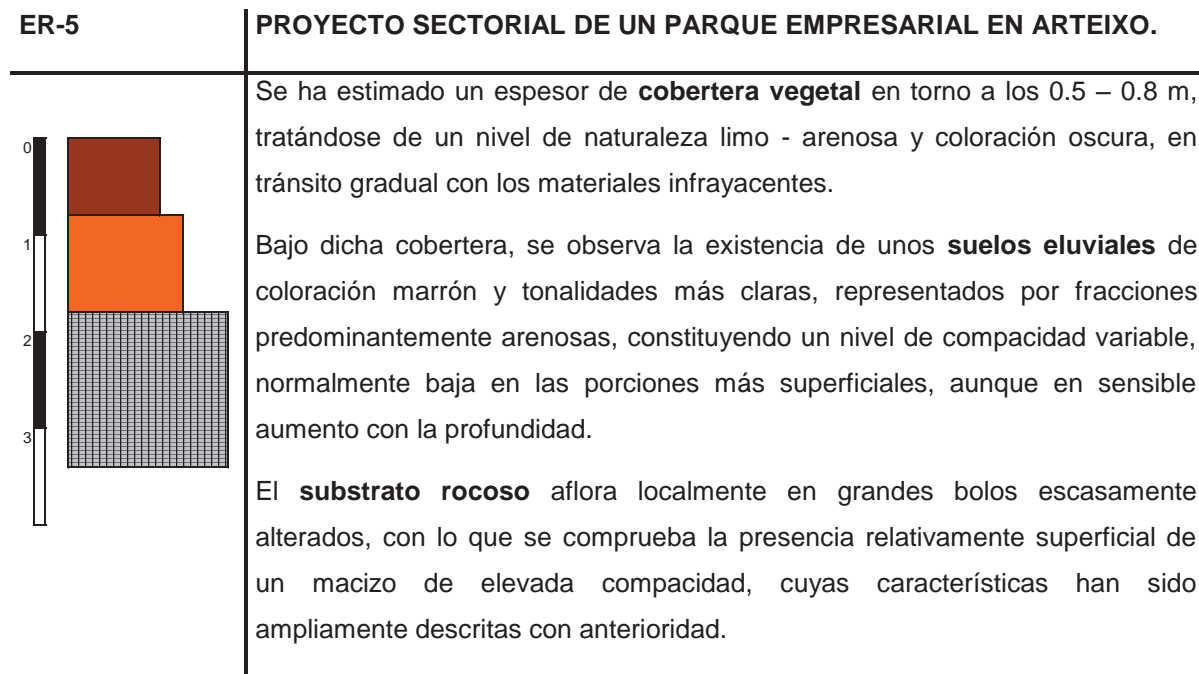 ER-5
PROYECTO SECTORIAL DE UN PARQUE EMPRESARIAL EN ARTEIXO.
0
1
2
3
Se ha estimado un espesor de cobertera vegetal en torno a los 0.5 – 0.8 m,
tratándose de un nivel de naturaleza limo - arenosa y coloración oscura, en
tránsito gradual con los materiales infrayacentes.
Bajo dicha cobertera, se observa la existencia de unos suelos eluviales de
coloración marrón y tonalidades más claras, representados por fracciones
predominantemente arenosas, constituyendo un nivel de compacidad variable,
normalmente baja en las porciones más superficiales, aunque en sensible
aumento con la profundidad.
El substrato rocoso aflora localmente en grandes bolos escasamente
alterados, con lo que se comprueba la presencia relativamente superficial de
un macizo de elevada compacidad, cuyas características han sido
ampliamente descritas con anterioridad.